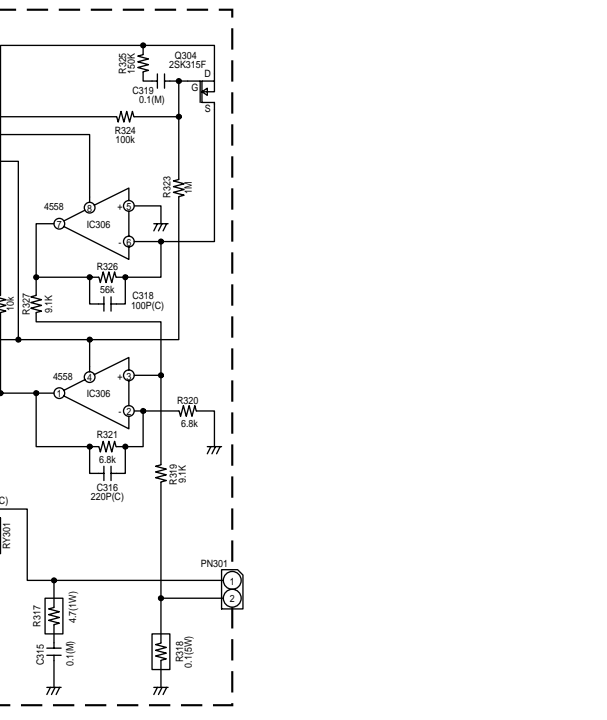 R325
150K
Q304
2SK315F
D
G
S
C319
0.1(M)
R324
100k
R323
1M
4558
8
+
5
7
IC306
-
6
R326
56k
C318
100P(C)
10k
R327
9.1K
4558
4
+
3
1
IC306
-
2
R320
6.8k
R321
6.8k
C316
220P(C)
R319
9.1K
C)
RY301
PN301
1
2
R317
4.7(1W)
C315
0.1(M)
R318
0.1(5W)